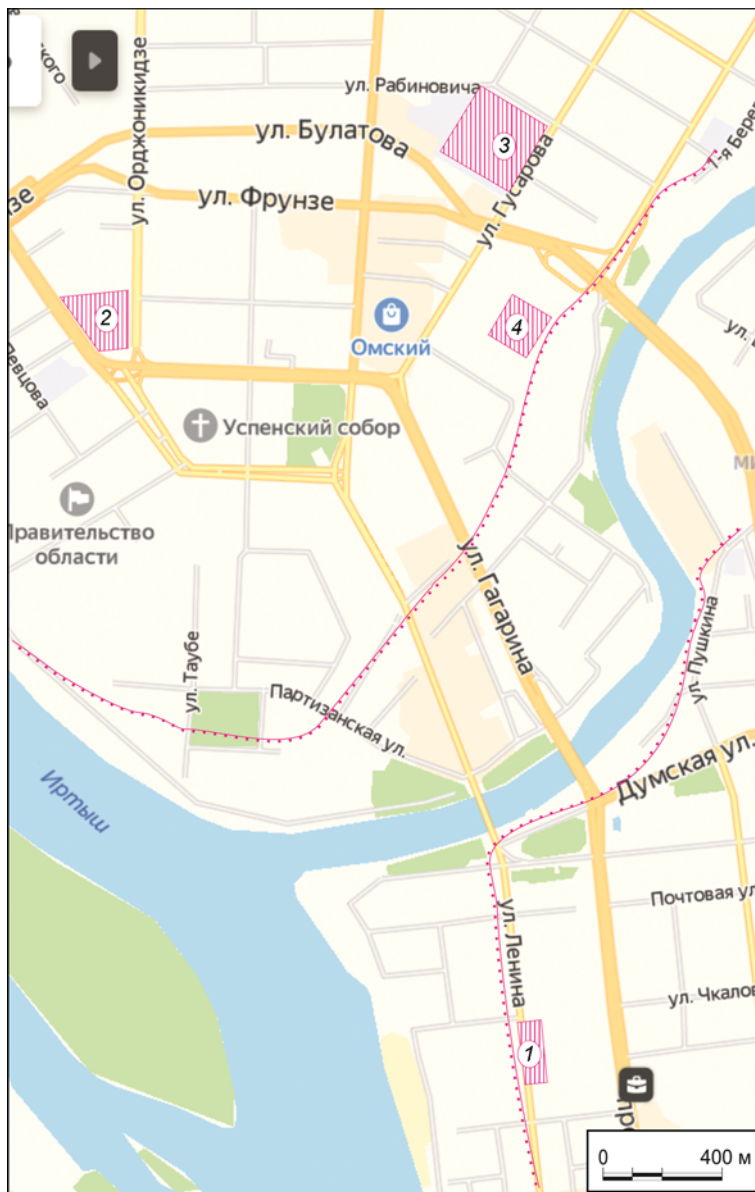 ул. Рабиновича
3
ул. Булатова
ул. Орджоникидзе
ул. Фрунзе
ул. Гусарова
2
4
Омский
Успенский собор
Правительство
области
ул. Гагарина
ул. Таубе
Партизанская ул.
ул. Пушкина
Иртыш
Думская ул.
Почтовая ул
ул. Ленина
ул. Чкалов
1
0 400 м